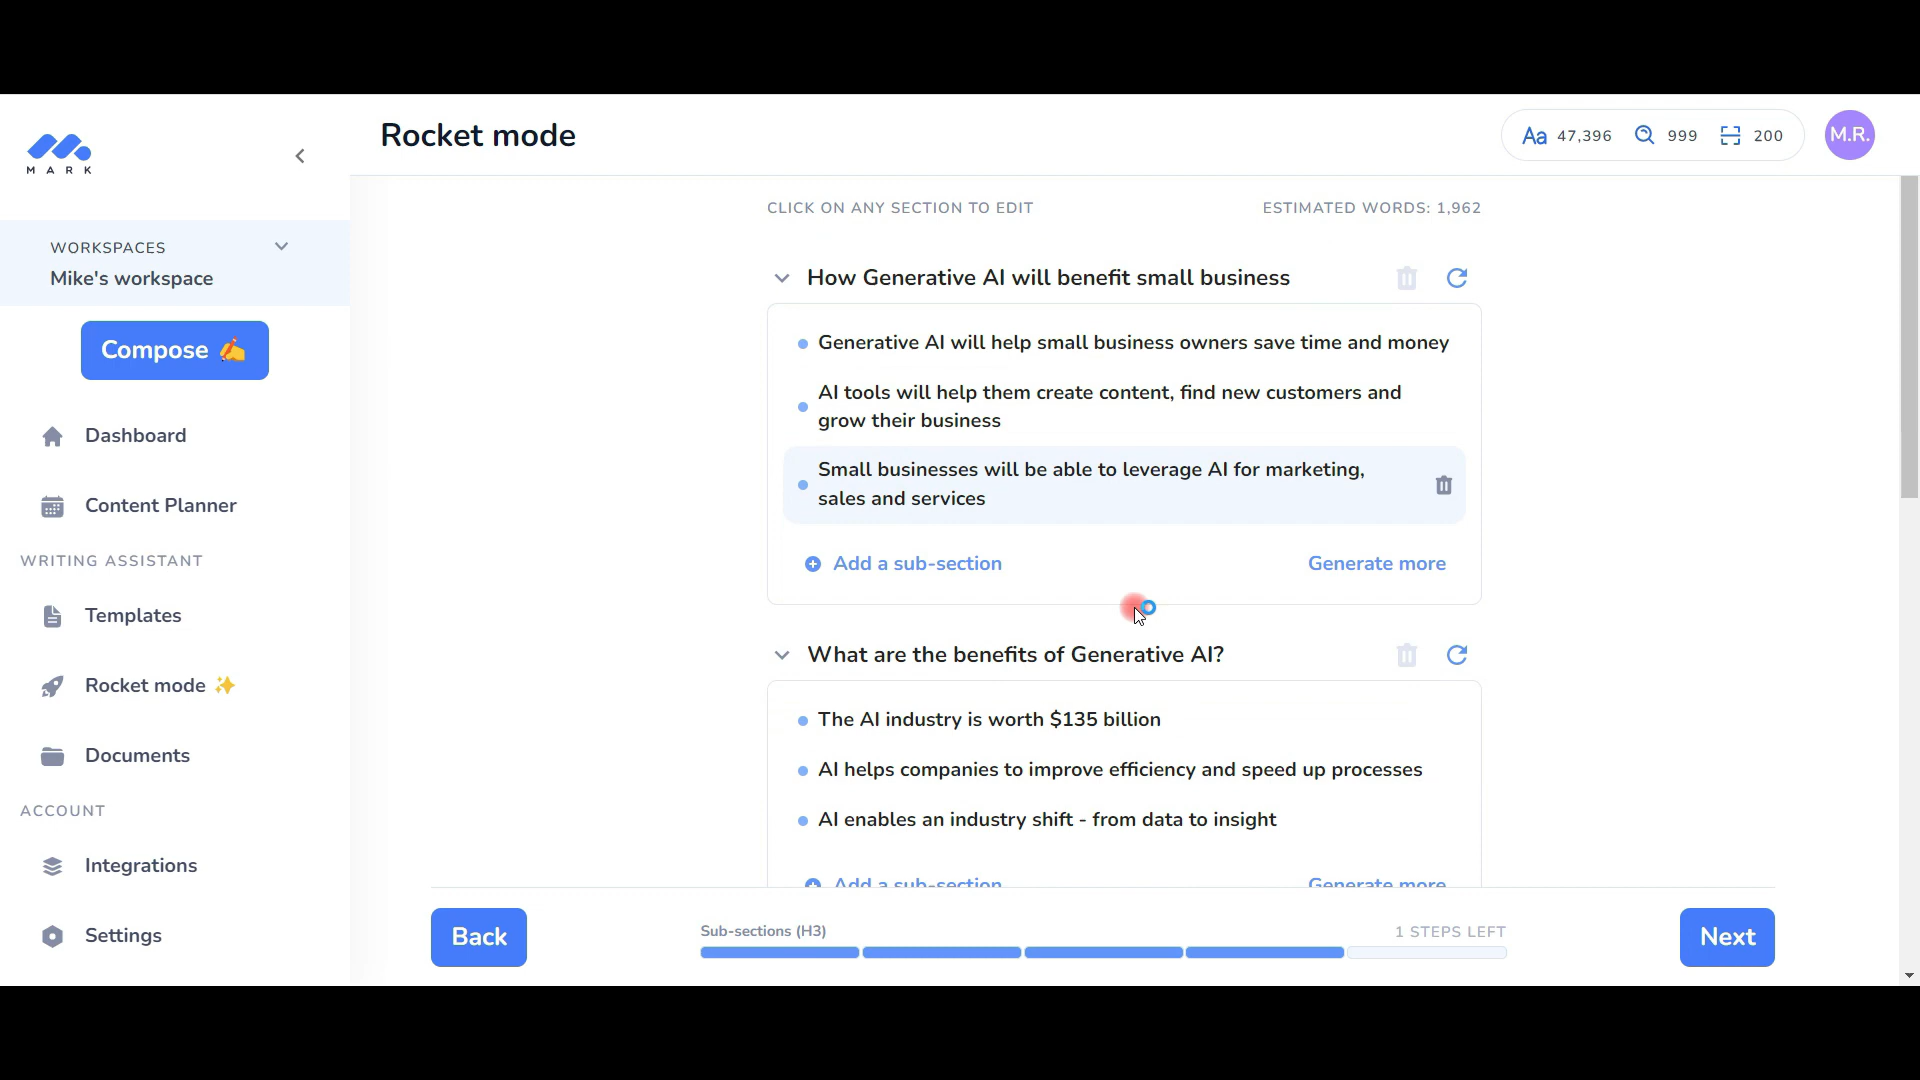 MARK
WORKSPACES
Mike's workspace
Compose
Dashboard
Content Planner
WRITING ASSISTANT
Templates
Rocket mode
Documents
ACCOUNT
Integrations
Settings
Rocket mode
Aa 47,396 999 200
M.R.
CLICK ON ANY SECTION TO EDIT
ESTIMATED WORDS: 1,962
How Generative AI will benefit small business
Generative AI will help small business owners save time and money
AI tools will help them create content, find new customers and
grow their business
Small businesses will be able to leverage AI for marketing,
sales and services
Add a sub-section
Generate more
What are the benefits of Generative AI?
The AI industry is worth $135 billion
AI helps companies to improve efficiency and speed up processes
AI enables an industry shift - from data to insight
Add a sub-section
Generate more
Back
Sub-sections (H3)
1 STEPS LEFT
Next